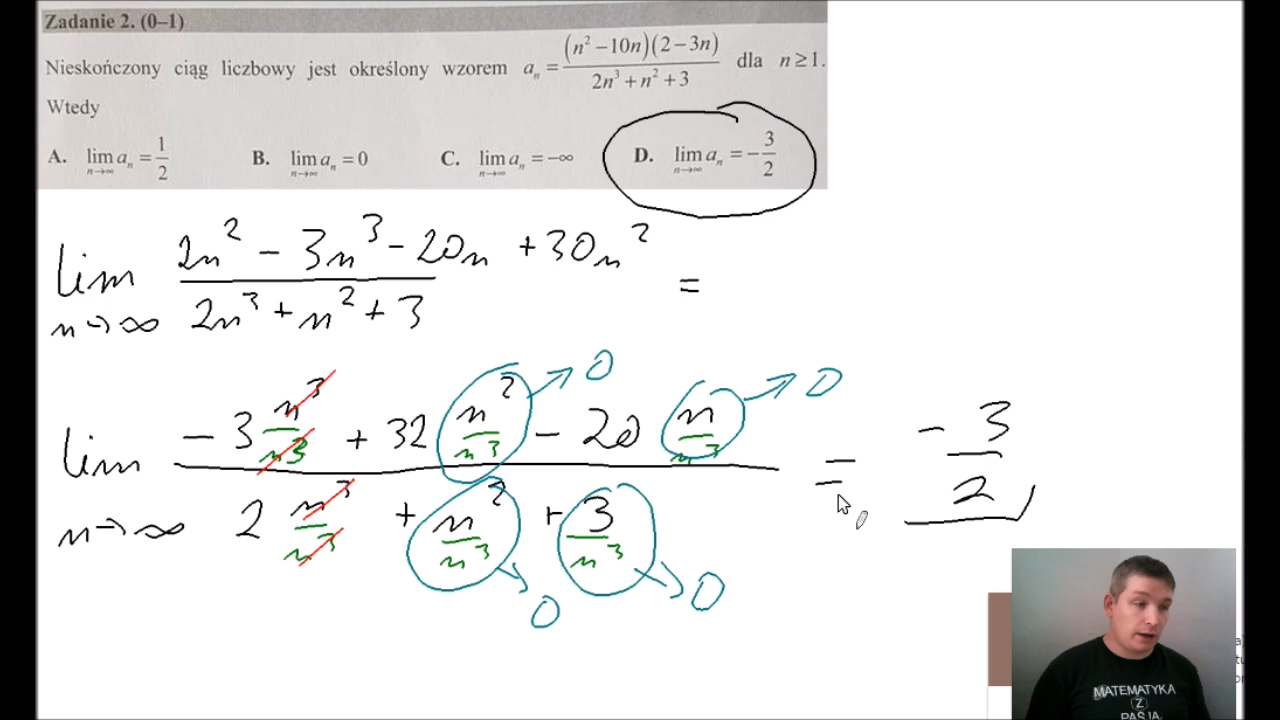 Zadanie 2. (0–1)
Nieskończony ciąg liczbowy jest określony wzorem aₙ = (n² – 10n)(2 – 3n) / (2n³ + n² + 3) dla n ≥ 1.
Wtedy
A. lim n→∞ aₙ = 1/2 B. lim n→∞ aₙ = 0 C. lim n→∞ aₙ = –∞ D. lim n→∞ aₙ = –3/2
lim n→∞ (2n² – 3n³ – 20n + 30n²) / (2n³ + n² + 3) =
0 0
lim n→∞ (–3 n³/n³ + 32 n²/n³ – 20 n/n³) / (2 n³/n³ + n²/n³ + 3/n³) = –3/2
0 0
MATEMATYKA
Z
PASJĄ